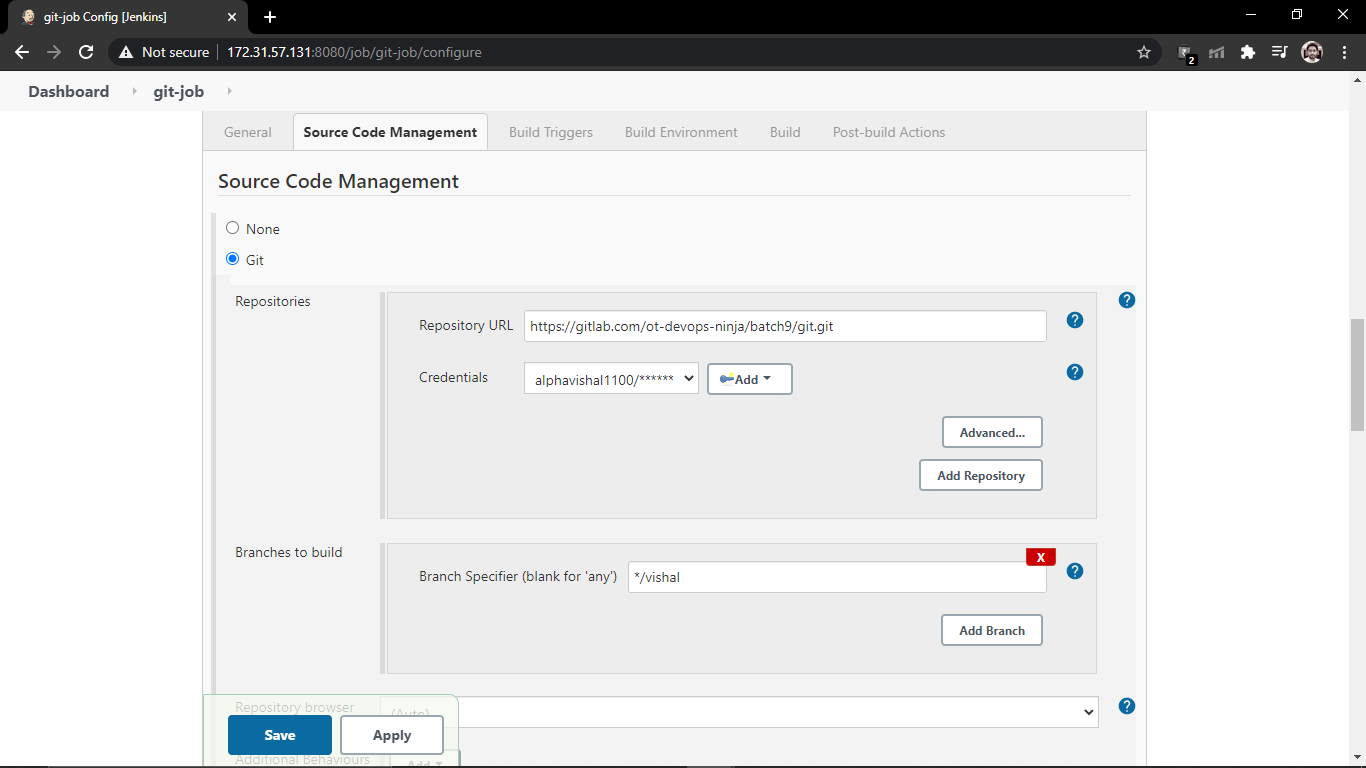 git-job Config [Jenkins]
Not secure 172.31.57.131:8080/job/git-job/configure
2
Dashboard git-job
General Source Code Management Build Triggers Build Environment Build Post-build Actions
Source Code Management
None
Git
Repositories
Repository URL https://gitlab.com/ot-devops-ninja/batch9/git.git
Credentials alphavishal1100/****** Add
Advanced...
Add Repository
Branches to build
X
Branch Specifier (blank for 'any') */vishal
Add Branch
Repository browser (Auto)
Save Apply
Additional Behaviours Add